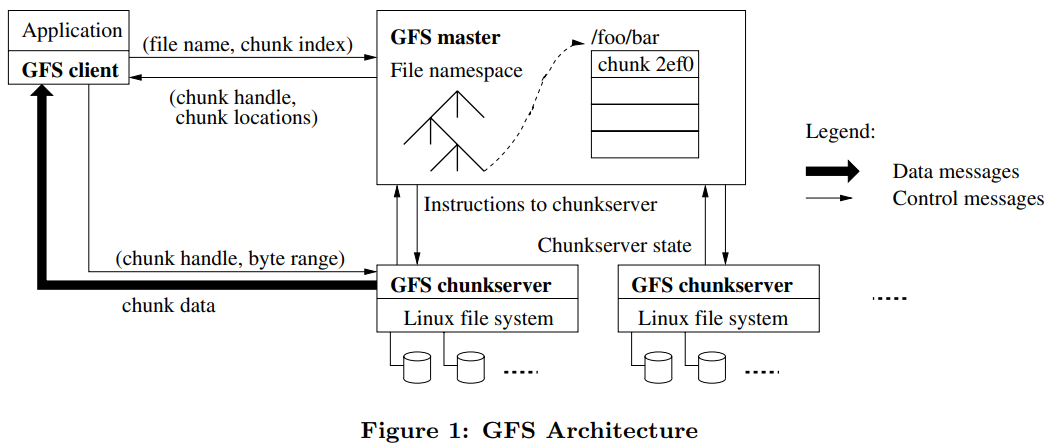 Application
GFS client
(file name, chunk index)
(chunk handle,
chunk locations)
GFS master
File namespace
/foo/bar
chunk 2ef0
Legend:
Data messages
Control messages
Instructions to chunkserver
Chunkserver state
(chunk handle, byte range)
chunk data
GFS chunkserver
Linux file system
GFS chunkserver
Linux file system
Figure 1: GFS Architecture